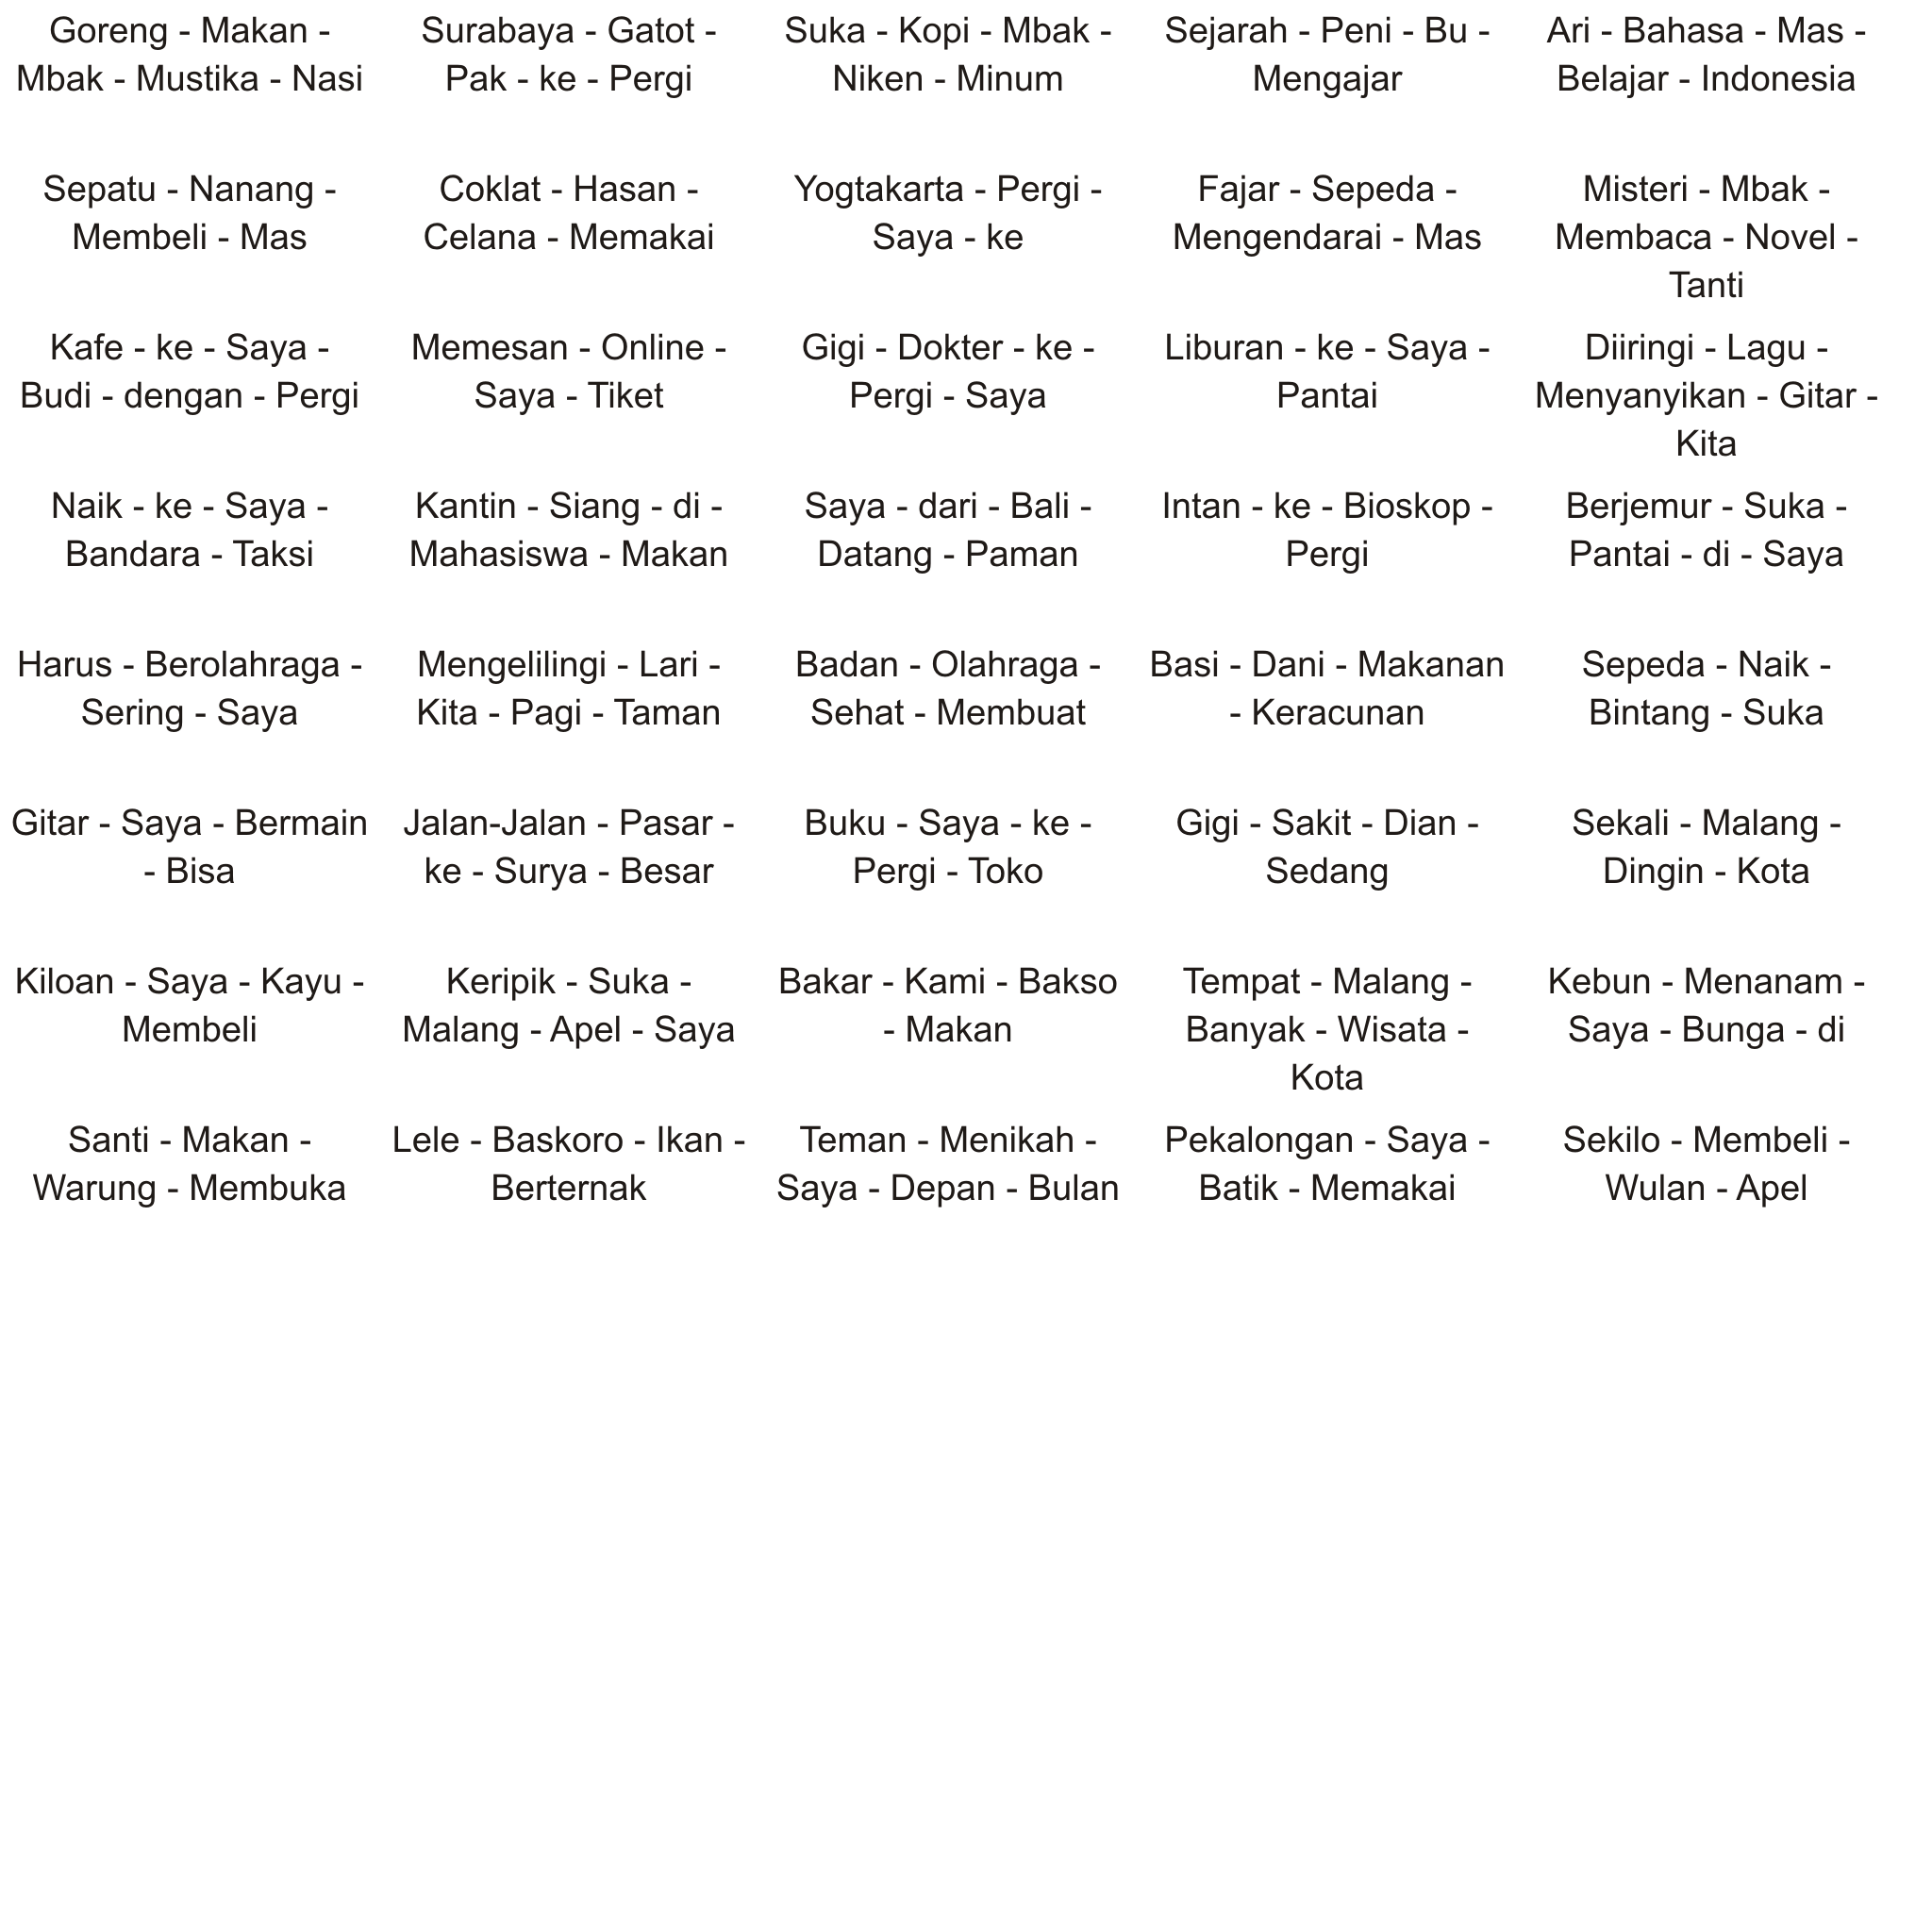 Goreng - Makan -
Mbak - Mustika - Nasi
Surabaya - Gatot -
Pak - ke - Pergi
Suka - Kopi - Mbak -
Niken - Minum
Sejarah - Peni - Bu -
Mengajar
Ari - Bahasa - Mas -
Belajar - Indonesia
Sepatu - Nanang -
Membeli - Mas
Coklat - Hasan -
Celana - Memakai
Yogtakarta - Pergi -
Saya - ke
Fajar - Sepeda -
Mengendarai - Mas
Misteri - Mbak -
Membaca - Novel -
Tanti
Kafe - ke - Saya -
Budi - dengan - Pergi
Memesan - Online -
Saya - Tiket
Gigi - Dokter - ke -
Pergi - Saya
Liburan - ke - Saya -
Pantai
Diiringi - Lagu -
Menyanyikan - Gitar -
Kita
Naik - ke - Saya -
Bandara - Taksi
Kantin - Siang - di -
Mahasiswa - Makan
Saya - dari - Bali -
Datang - Paman
Intan - ke - Bioskop -
Pergi
Berjemur - Suka -
Pantai - di - Saya
Harus - Berolahraga -
Sering - Saya
Mengelilingi - Lari -
Kita - Pagi - Taman
Badan - Olahraga -
Sehat - Membuat
Basi - Dani - Makanan
- Keracunan
Sepeda - Naik -
Bintang - Suka
Gitar - Saya - Bermain
- Bisa
Jalan-Jalan - Pasar -
ke - Surya - Besar
Buku - Saya - ke -
Pergi - Toko
Gigi - Sakit - Dian -
Sedang
Sekali - Malang -
Dingin - Kota
Kiloan - Saya - Kayu -
Membeli
Keripik - Suka -
Malang - Apel - Saya
Bakar - Kami - Bakso
- Makan
Tempat - Malang -
Banyak - Wisata -
Kota
Kebun - Menanam -
Saya - Bunga - di
Santi - Makan -
Warung - Membuka
Lele - Baskoro - Ikan -
Berternak
Teman - Menikah -
Saya - Depan - Bulan
Pekalongan - Saya -
Batik - Memakai
Sekilo - Membeli -
Wulan - Apel